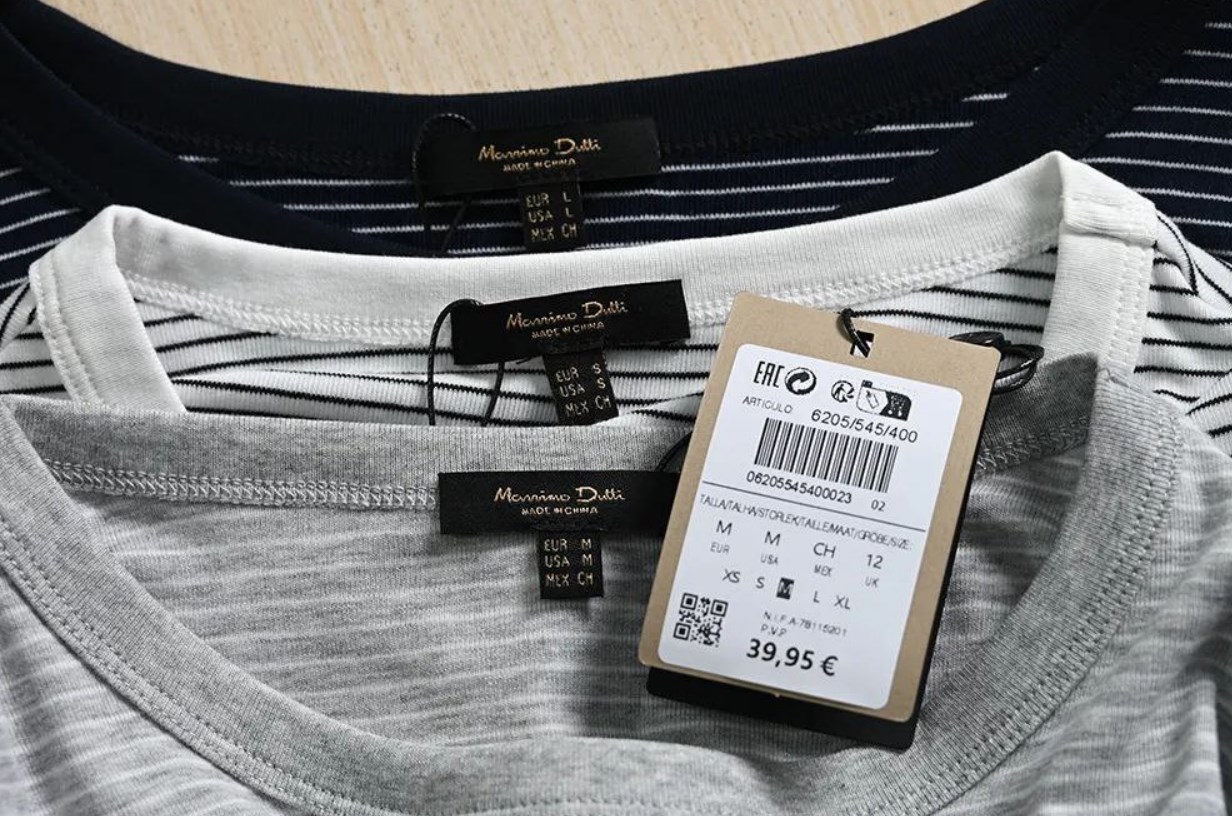 Massimo Dutti
MADE IN CHINA
EUR L
USA L
MEX CH
Massimo Dutti
MADE IN CHINA
EUR S
USA S
MEX CH
Massimo Dutti
MADE IN CHINA
EUR M
USA M
MEX CH
EAC
ARTICULO: 6205/545/400
06205545400023 02
TALLA/TALHA/STORLEK/TAILLE/MAAT/GRÖBE/SIZE:
M M CH 12
EUR USA MEX UK
XS S M L XL
N.I.F.A-78115201
P.V.P
39,95 €